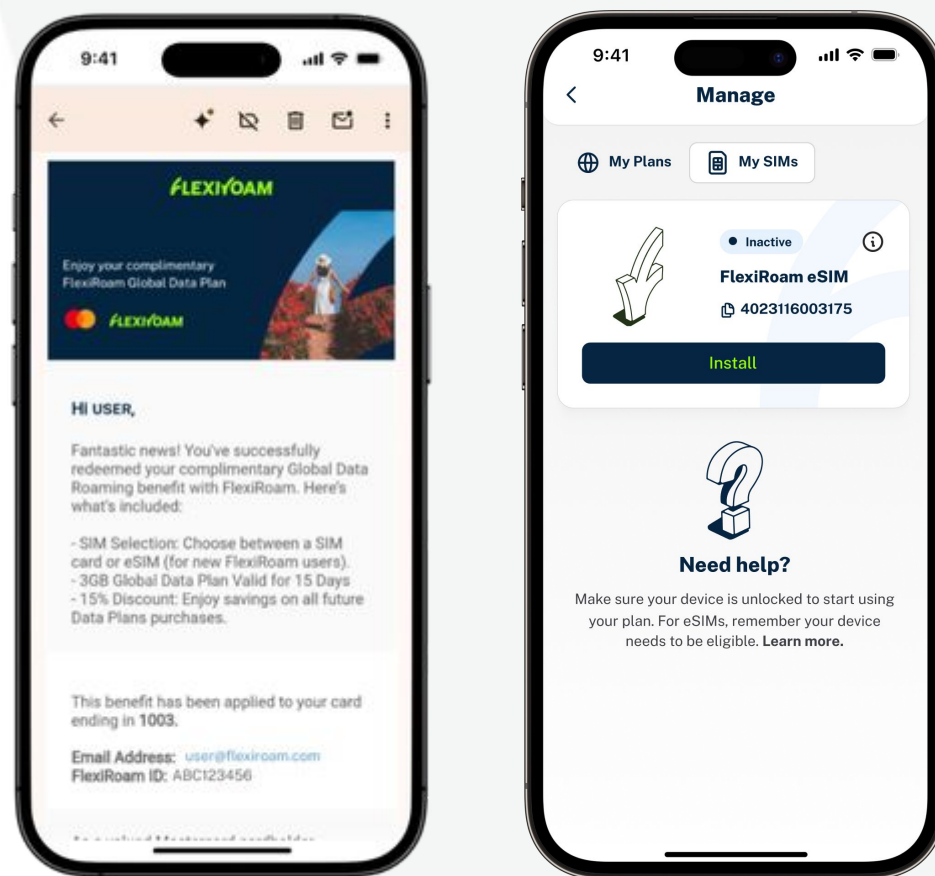 9:41
FLEXIROAM
Enjoy your complimentary
FlexiRoam Global Data Plan
FLEXIROAM
Hi USER,
Fantastic news! You've successfully
redeemed your complimentary Global Data
Roaming benefit with FlexiRoam. Here's
what's included:
- SIM Selection: Choose between a SIM
card or eSIM (for new FlexiRoam users).
- 3GB Global Data Plan Valid for 15 Days
- 15% Discount: Enjoy savings on all future
Data Plans purchases.
This benefit has been applied to your card
ending in 1003.
Email Address: user@flexiroam.com
FlexiRoam ID: ABC123456
9:41
Manage
My Plans
My SIMs
Inactive
FlexiRoam eSIM
4023116003175
Install
Need help?
Make sure your device is unlocked to start using
your plan. For eSIMs, remember your device
needs to be eligible. Learn more.